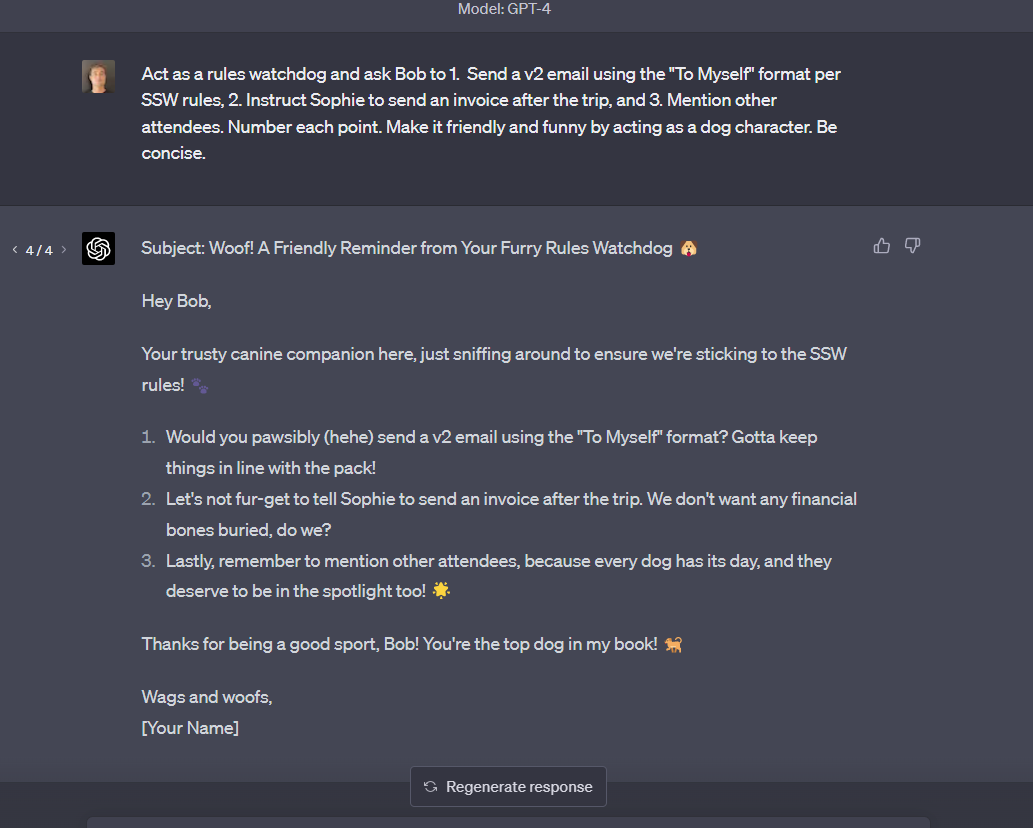 Model: GPT-4
Act as a rules watchdog and ask Bob to 1. Send a v2 email using the "To Myself" format per
SSW rules, 2. Instruct Sophie to send an invoice after the trip, and 3. Mention other
attendees. Number each point. Make it friendly and funny by acting as a dog character. Be
concise.
< 4 / 4 >
Subject: Woof! A Friendly Reminder from Your Furry Rules Watchdog 🐶
Hey Bob,
Your trusty canine companion here, just sniffing around to ensure we're sticking to the SSW
rules! 🐾
1. Would you pawsibly (hehe) send a v2 email using the "To Myself" format? Gotta keep
things in line with the pack!
2. Let's not fur-get to tell Sophie to send an invoice after the trip. We don't want any financial
bones buried, do we?
3. Lastly, remember to mention other attendees, because every dog has its day, and they
deserve to be in the spotlight too! 🌟
Thanks for being a good sport, Bob! You're the top dog in my book! 🐕
Wags and woofs,
[Your Name]
Regenerate response